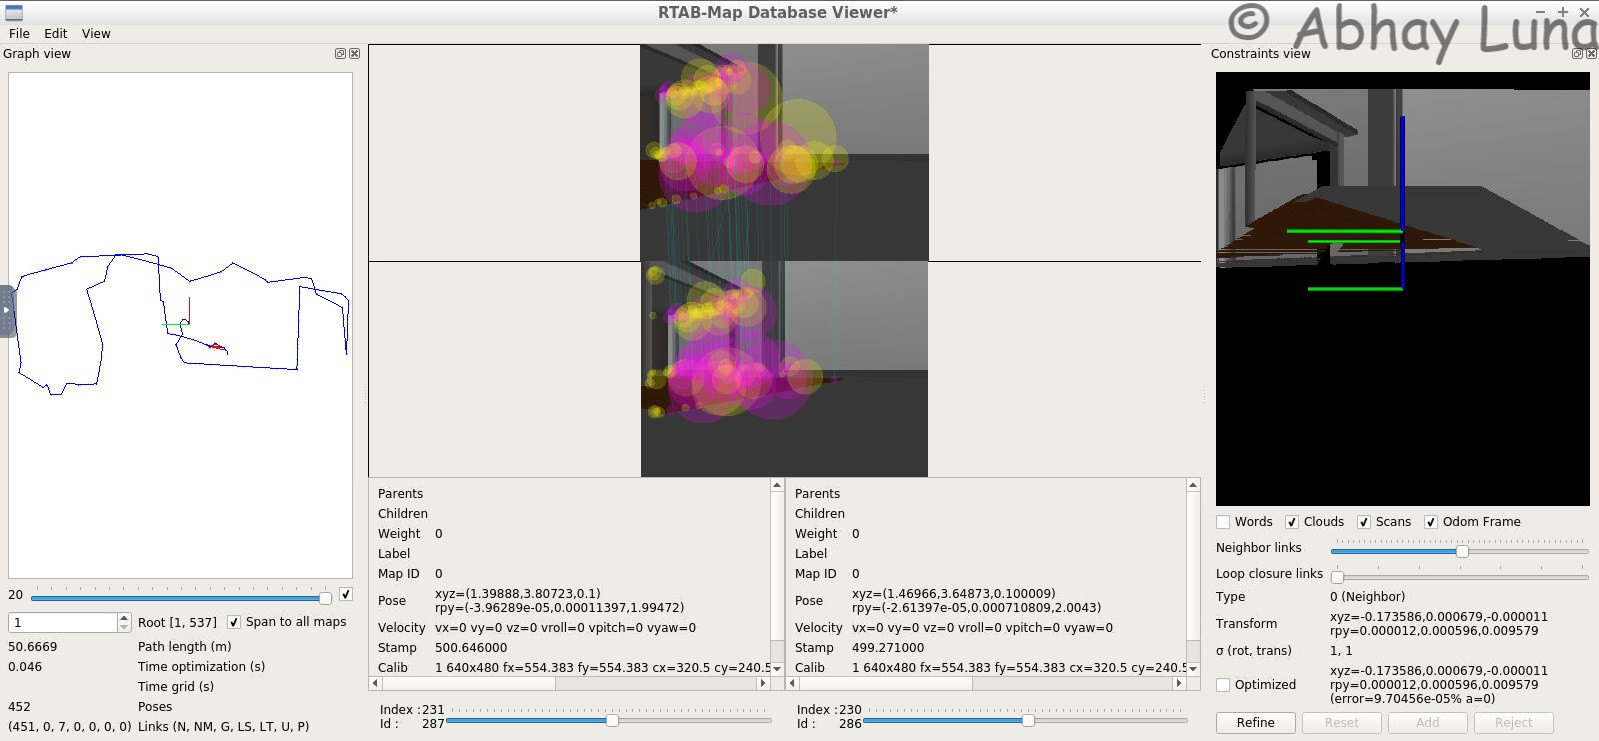 RTAB-Map Database Viewer*
© Abhay Luna
File Edit View
Graph view
20
1 Root [1, 537] Span to all maps
50.6669 Path length (m)
0.046 Time optimization (s)
Time grid (s)
452 Poses
(451, 0, 7, 0, 0, 0, 0) Links (N, NM, G, LS, LT, U, P)
Parents
Children
Weight 0
Label
Map ID 0
Pose xyz=(1.39888,3.80723,0.1)
rpy=(-3.96289e-05,0.00011397,1.99472)
Velocity vx=0 vy=0 vz=0 vroll=0 vpitch=0 vyaw=0
Stamp 500.646000
Calib 1 640x480 fx=554.383 fy=554.383 cx=320.5 cy=240.5
Index : 231
Id : 287
Parents
Children
Weight 0
Label
Map ID 0
Pose xyz=(1.46966,3.64873,0.100009)
rpy=(-2.61397e-05,0.000710809,2.0043)
Velocity vx=0 vy=0 vz=0 vroll=0 vpitch=0 vyaw=0
Stamp 499.271000
Calib 1 640x480 fx=554.383 fy=554.383 cx=320.5 cy=240.5
Index : 230
Id : 286
Constraints view
Words Clouds Scans Odom Frame
Neighbor links
Loop closure links
Type 0 (Neighbor)
Transform xyz=-0.173586,0.000679,-0.000011
rpy=0.000012,0.000596,0.009579
σ (rot, trans) 1, 1
Optimized xyz=-0.173586,0.000679,-0.000011
rpy=0.000012,0.000596,0.009579
(error=9.70456e-05% a=0)
Refine Reset Add Reject